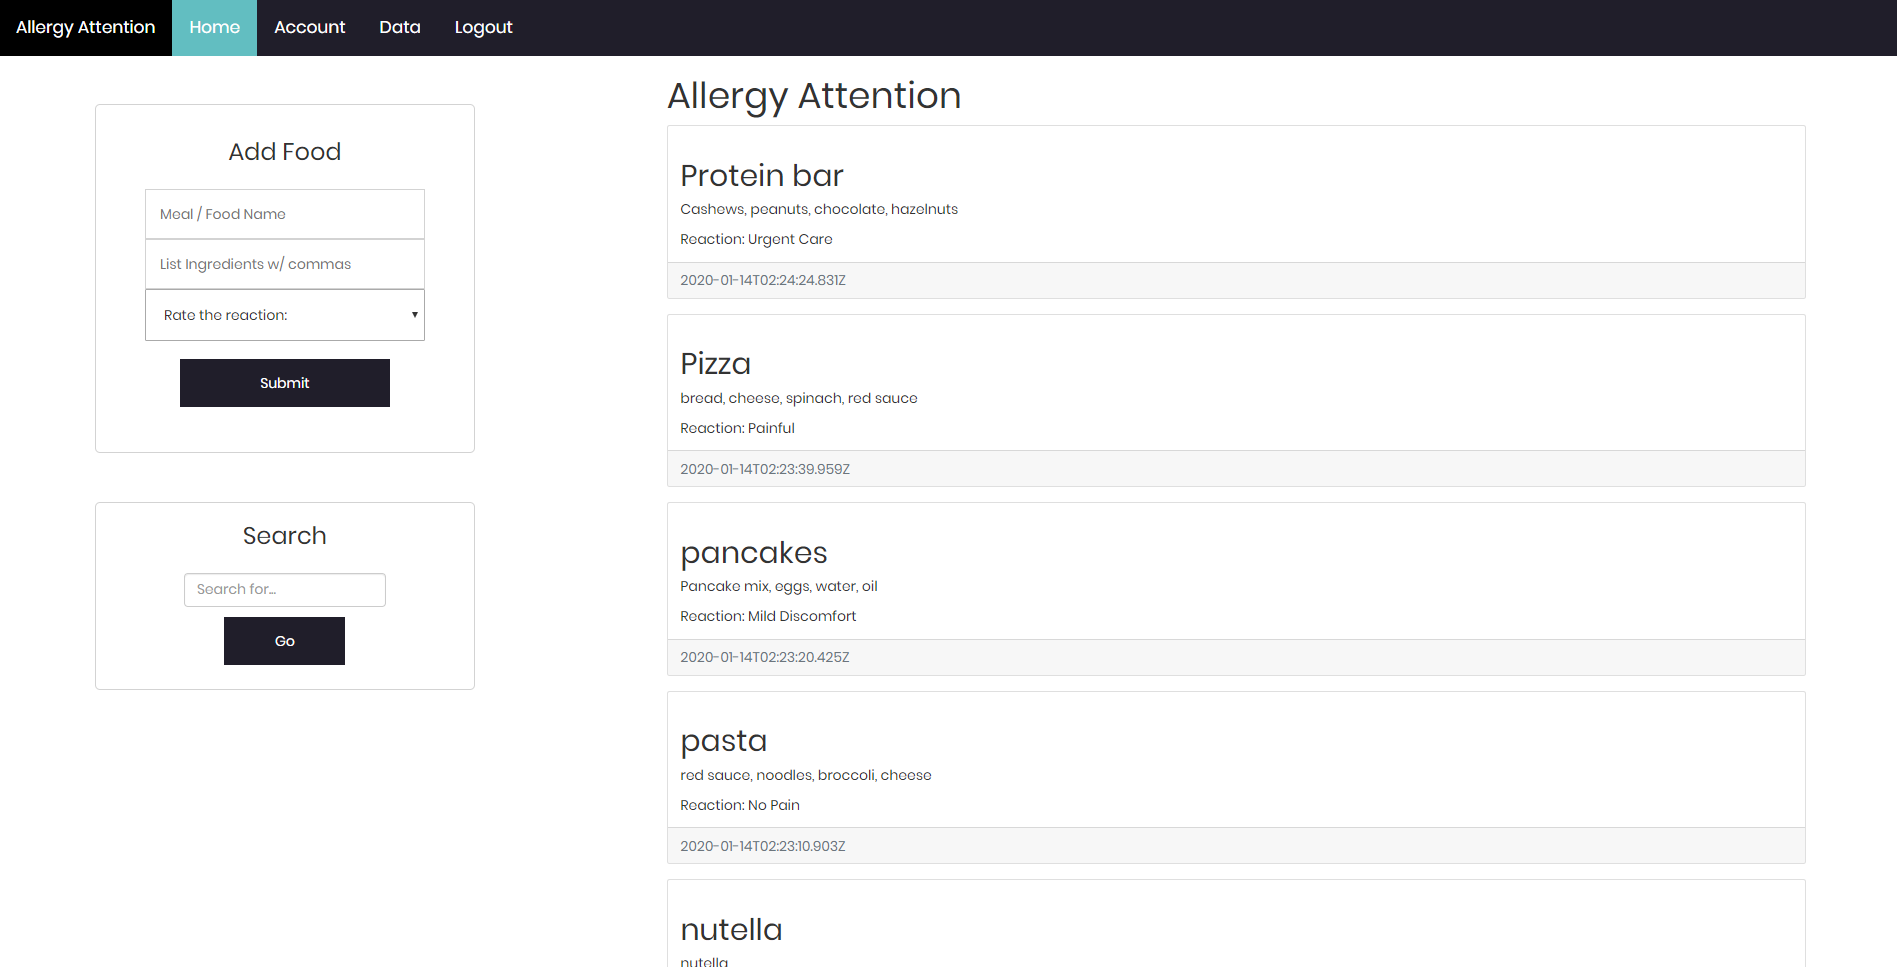 Allergy Attention Home Account Data Logout
Add Food
Meal / Food Name
List Ingredients w/ commas
Rate the reaction:
Submit
Search
Search for...
Go
Allergy Attention
Protein bar
Cashews, peanuts, chocolate, hazelnuts
Reaction: Urgent Care
2020-01-14T02:24:24.831Z
Pizza
bread, cheese, spinach, red sauce
Reaction: Painful
2020-01-14T02:23:39.959Z
pancakes
Pancake mix, eggs, water, oil
Reaction: Mild Discomfort
2020-01-14T02:23:20.425Z
pasta
red sauce, noodles, broccoli, cheese
Reaction: No Pain
2020-01-14T02:23:10.903Z
nutella
nutella